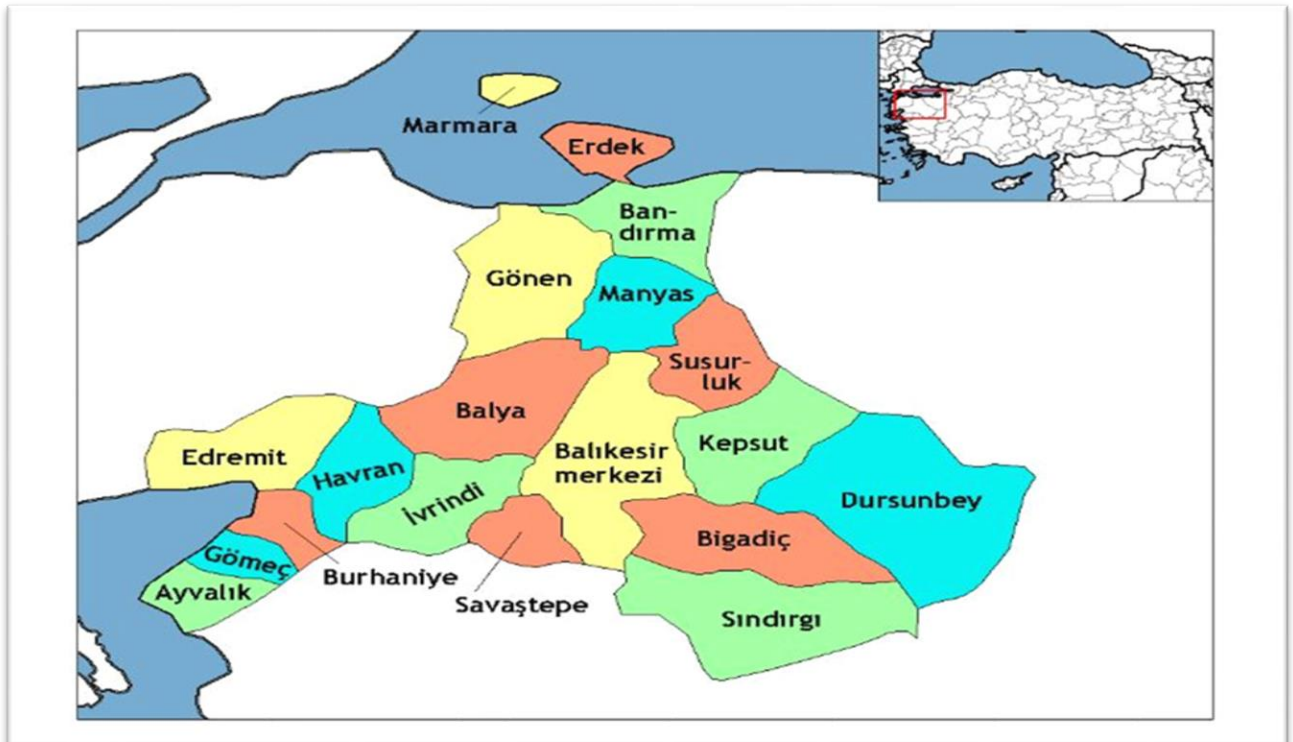 Marmara
Erdek
Ban-
dırma
Gönen
Manyas
Susur-
luk
Balya
Balıkesir
merkezi
Kepsut
Edremit
Havran
İvrindi
Dursunbey
Bigadiç
Gömeç
Burhaniye
Ayvalık
Savaştepe
Sındırgı